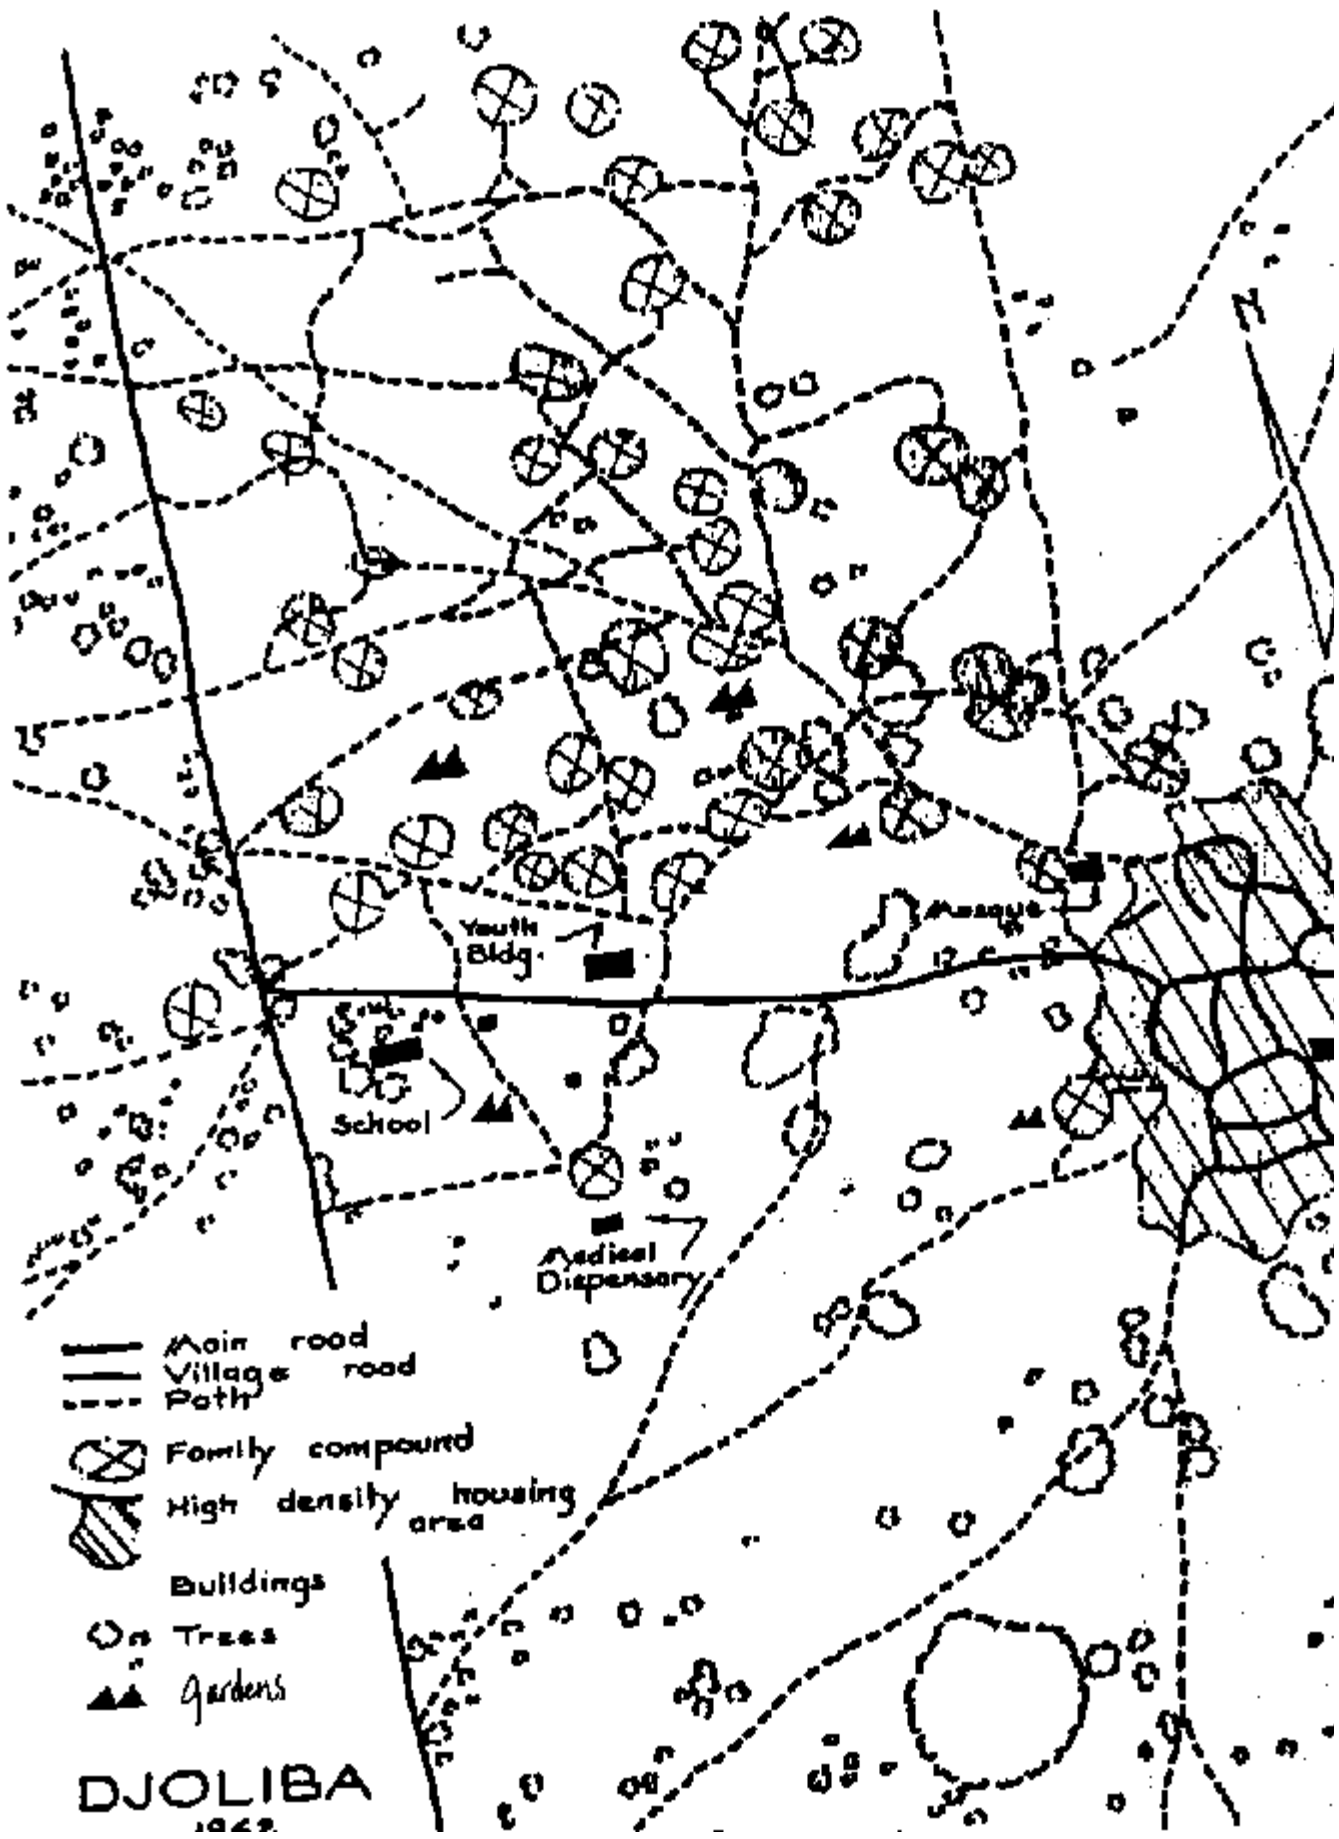 Youth
Bldg.
Mosque
School
Medical
Dispensary
Main road
Village road
Path
Family compound
High density housing
area
Buildings
Trees
Gardens
DJOLIBA
1962